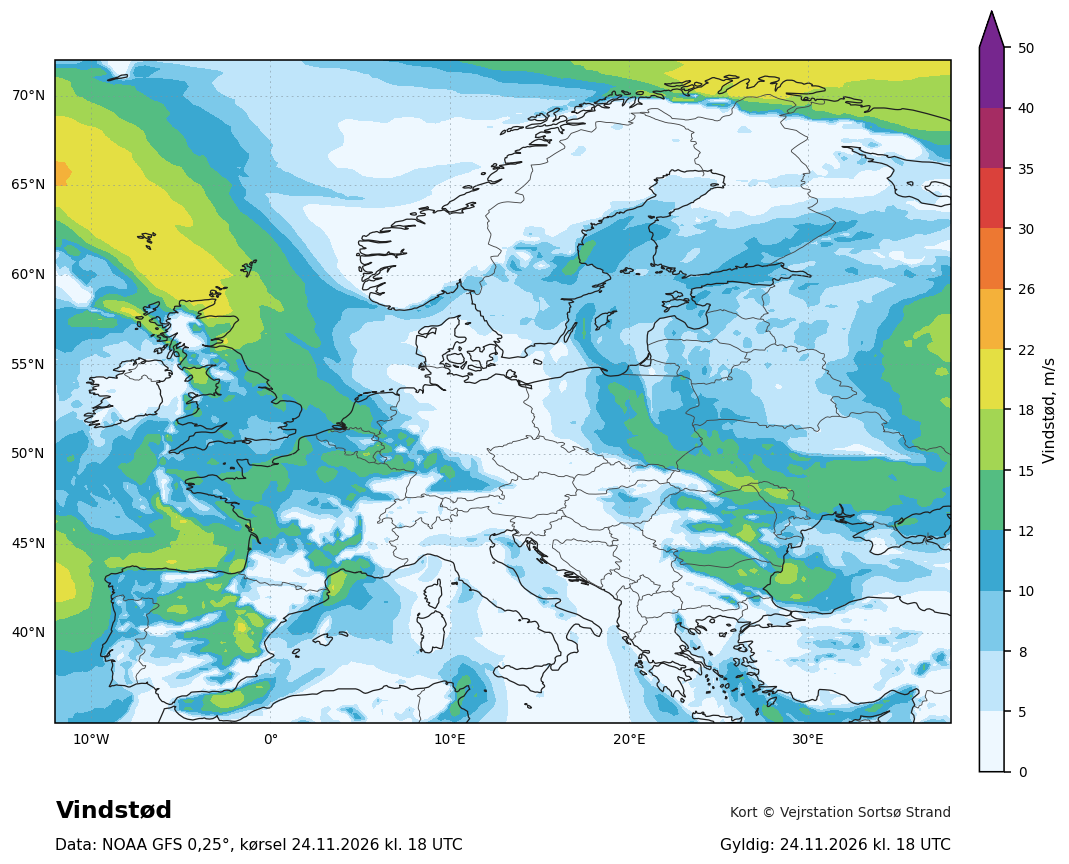 50
40
35
30
26
22
18
15
12
10
8
5
0
Vindstød, m/s
70°N
65°N
60°N
55°N
50°N
45°N
40°N
10°W
0°
10°E
20°E
30°E
Vindstød
Kort © Vejrstation Sortsø Strand
Data: NOAA GFS 0,25°, kørsel 24.11.2026 kl. 18 UTC
Gyldig: 24.11.2026 kl. 18 UTC